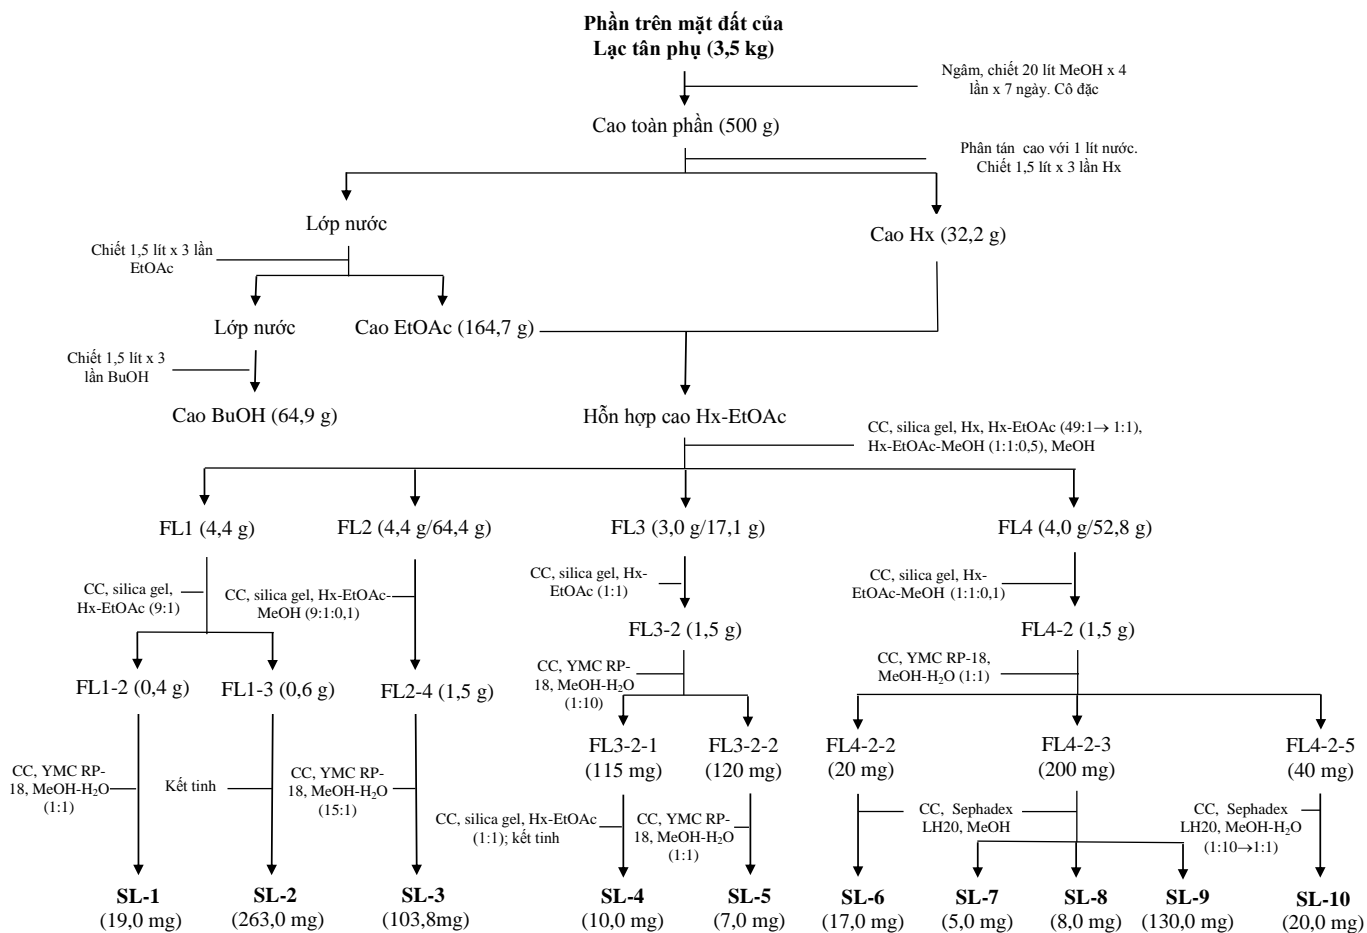 Phần trên mặt đất của
Lạc tân phụ (3,5 kg)
Ngâm, chiết 20 lít MeOH x 4
lần x 7 ngày. Cô đặc
Cao toàn phần (500 g)
Phân tán cao với 1 lít nước.
Chiết 1,5 lít x 3 lần Hx
Lớp nước
Cao Hx (32,2 g)
Chiết 1,5 lít x 3 lần
EtOAc
Lớp nước
Cao EtOAc (164,7 g)
Chiết 1,5 lít x 3
lần BuOH
Cao BuOH (64,9 g)
Hỗn hợp cao Hx-EtOAc
CC, silica gel, Hx, Hx-EtOAc (49:1→ 1:1),
Hx-EtOAc-MeOH (1:1:0,5), MeOH
FL1 (4,4 g)
FL2 (4,4 g/64,4 g)
FL3 (3,0 g/17,1 g)
FL4 (4,0 g/52,8 g)
CC, silica gel,
Hx-EtOAc (9:1)
CC, silica gel, Hx-EtOAc-
MeOH (9:1:0,1)
CC, silica gel, Hx-
EtOAc (1:1)
CC, silica gel, Hx-
EtOAc-MeOH (1:1:0,1)
FL3-2 (1,5 g)
FL4-2 (1,5 g)
FL1-2 (0,4 g)
FL1-3 (0,6 g)
FL2-4 (1,5 g)
CC, YMC RP-
18, MeOH-H₂O
(1:10)
CC, YMC RP-18,
MeOH-H₂O (1:1)
FL3-2-1
(115 mg)
FL3-2-2
(120 mg)
FL4-2-2
(20 mg)
FL4-2-3
(200 mg)
FL4-2-5
(40 mg)
CC, YMC RP-
18, MeOH-H₂O
(1:1)
Kết tinh
CC, YMC RP-
18, MeOH-H₂O
(15:1)
CC, silica gel, Hx-EtOAc
(1:1); kết tinh
CC, YMC RP-
18, MeOH-H₂O
(1:1)
CC, Sephadex
LH20, MeOH
CC, Sephadex
LH20, MeOH-H₂O
(1:10→1:1)
SL-1
(19,0 mg)
SL-2
(263,0 mg)
SL-3
(103,8mg)
SL-4
(10,0 mg)
SL-5
(7,0 mg)
SL-6
(17,0 mg)
SL-7
(5,0 mg)
SL-8
(8,0 mg)
SL-9
(130,0 mg)
SL-10
(20,0 mg)